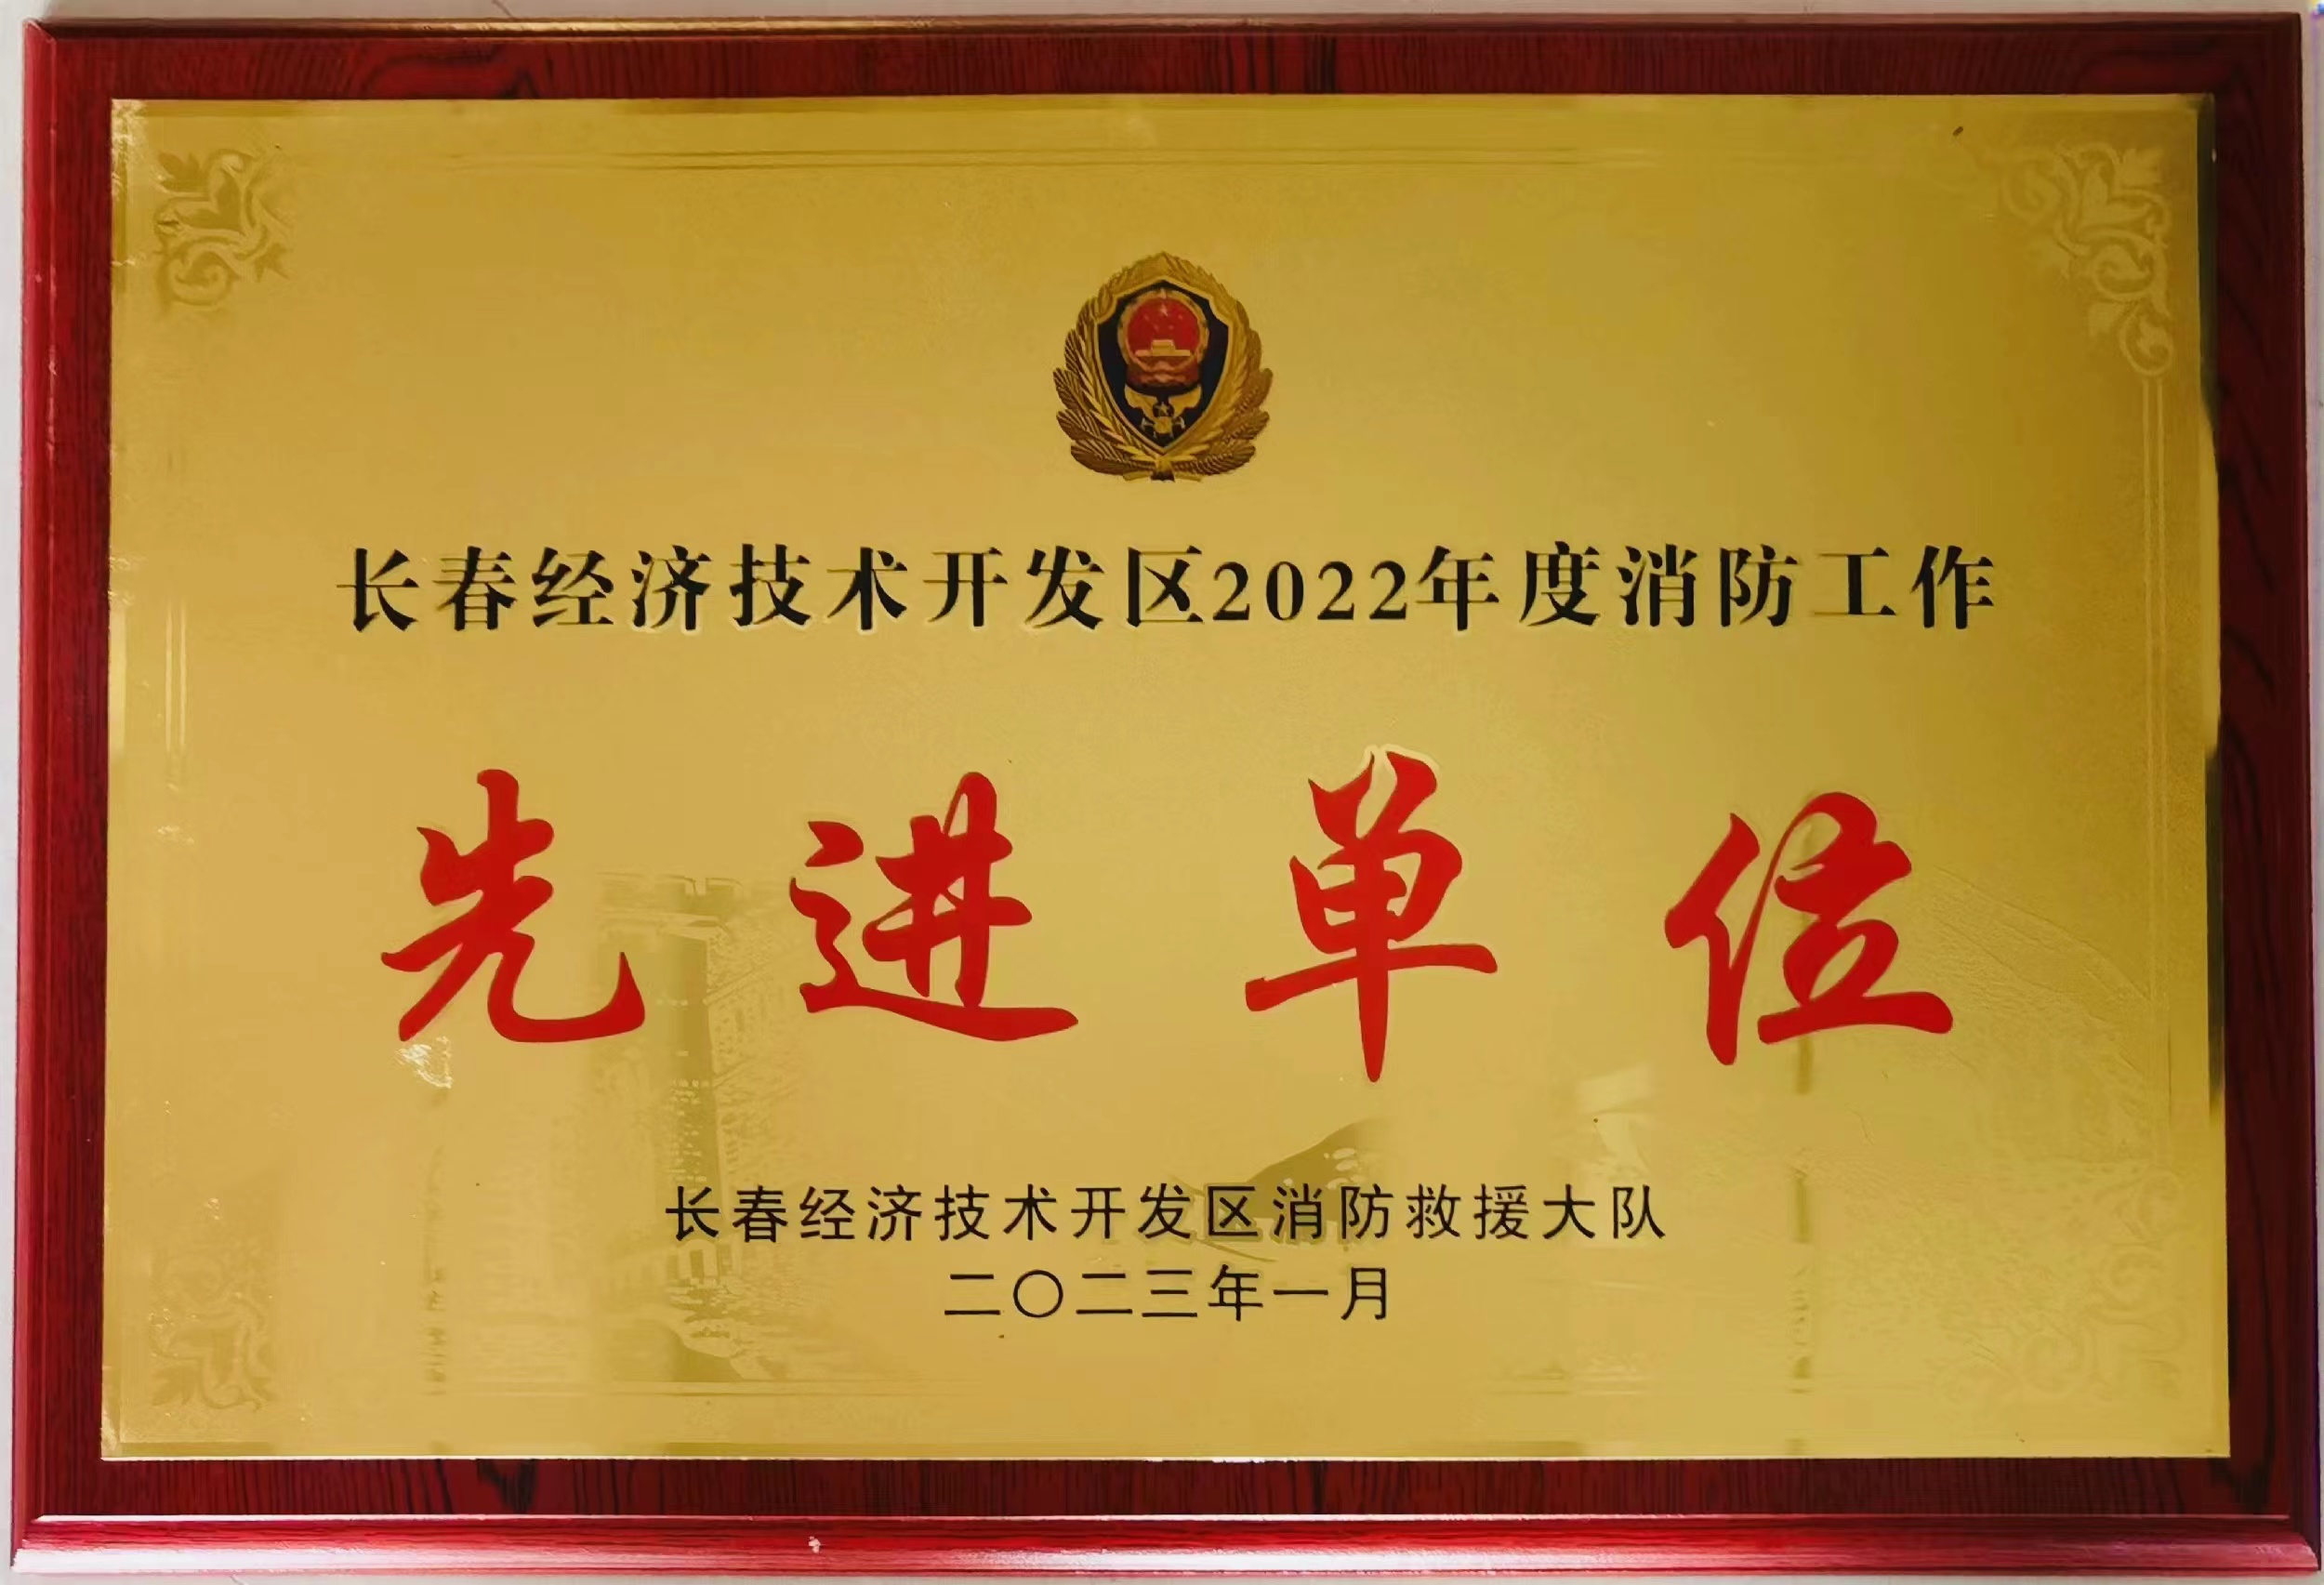 长春经济技术开发区2022年度消防工作
先进单位
长春经济技术开发区消防救援大队
二〇二三年一月